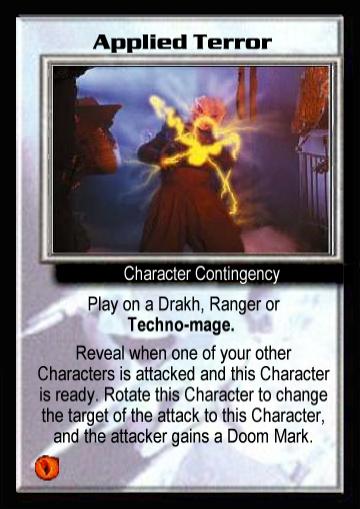 Applied Terror
Character Contingency
Play on a Drakh, Ranger or
Techno-mage.
Reveal when one of your other
Characters is attacked and this Character
is ready. Rotate this Character to change
the target of the attack to this Character,
and the attacker gains a Doom Mark.